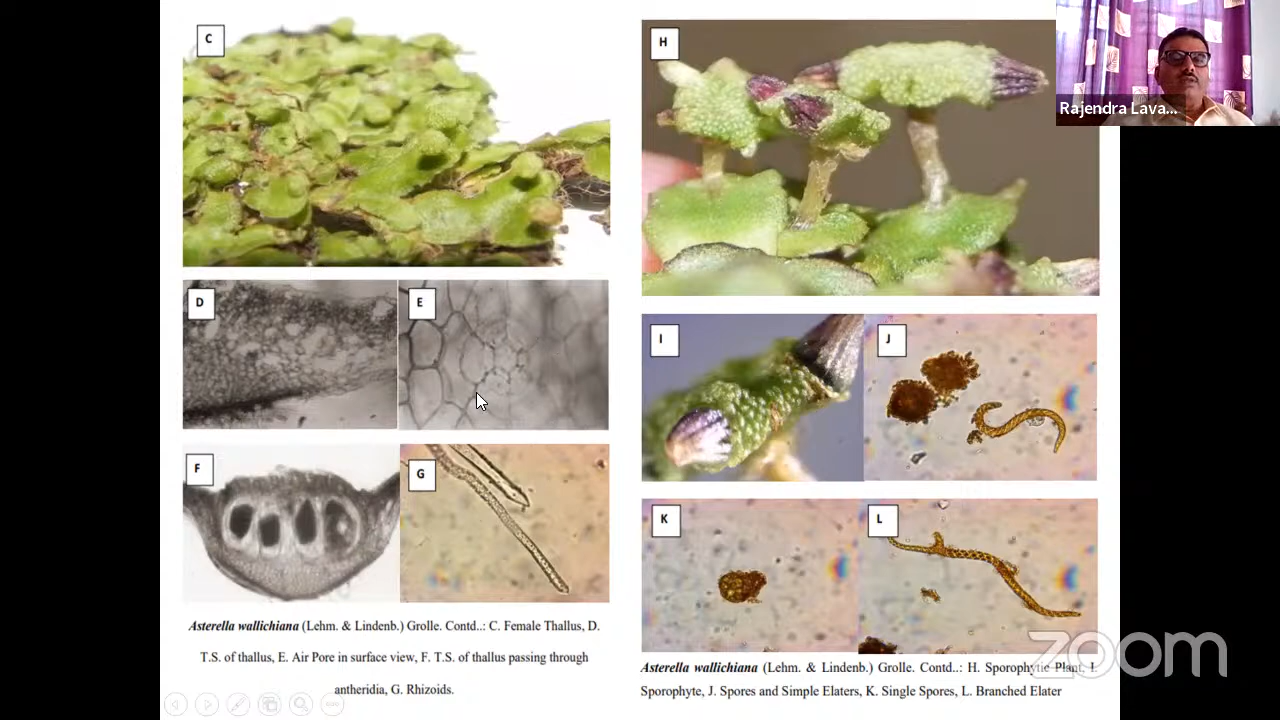 C
H
Rajendra Lava...
D
E
I
J
F
G
K
L
Asterella wallichiana (Lehm. & Lindenb.) Grolle. Contd..: C. Female Thallus, D.
T.S. of thallus, E. Air Pore in surface view, F. T.S. of thallus passing through
antheridia, G. Rhizoids.
Asterella wallichiana (Lehm. & Lindenb.) Grolle. Contd..: H. Sporophytic Plant, I.
Sporophyte, J. Spores and Simple Elaters, K. Single Spores, L. Branched Elater
zoom